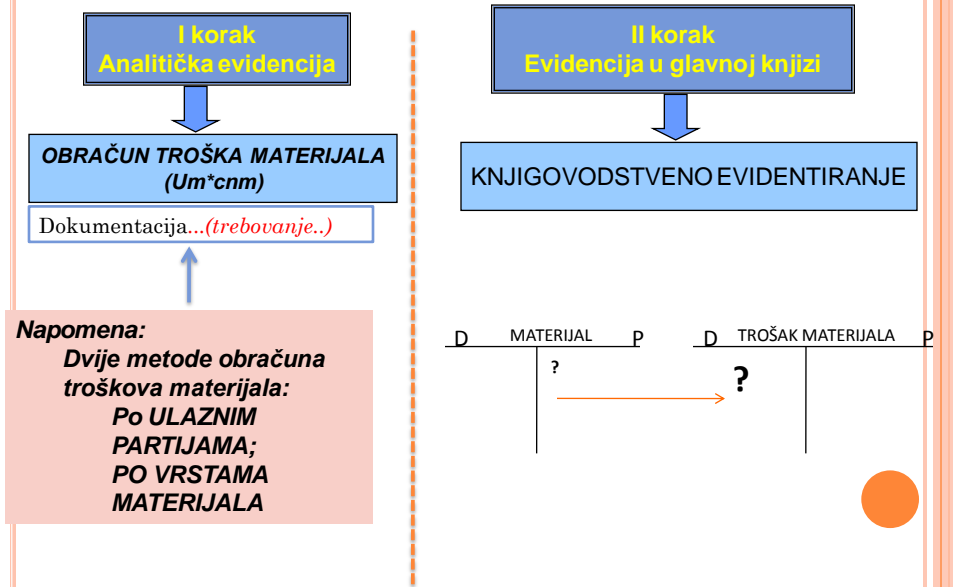 I korak
Analitička evidencija
OBRAČUN TROŠKA MATERIJALA
(Um*cnm)
Dokumentacija...(trebovanje..)
Napomena:
Dvije metode obračuna
troškova materijala:
Po ULAZNIM
PARTIJAMA;
PO VRSTAMA
MATERIJALA
II korak
Evidencija u glavnoj knjizi
KNJIGOVODSTVENO EVIDENTIRANJE
D MATERIJAL P
?
D TROŠAK MATERIJALA P
?